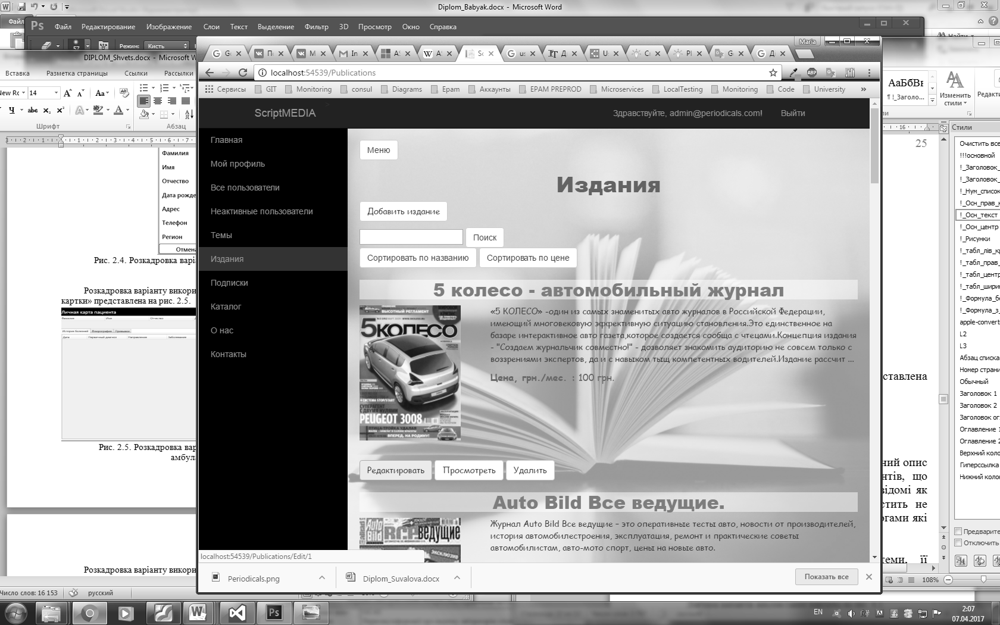 Diplom_Babyak.docx - Microsoft Word
Ps Файл Редактирование Изображение Слои Текст Выделение Фильтр 3D Просмотр Окно Справка
57 Режим: Кисть
DIPLOM_Shvets.docx - Microsoft W
Вставка Разметка страницы Ссылки Рассылки
14
Шрифт Абзац
Maria
localhost:54539/Publications
Сервисы GIT Monitoring consul Diagrams Epam Аккаунты EPAM PREPROD Microservices LocalTesting Monitoring Code University »
ScriptMEDIA
Здравствуйте, admin@periodicals.com! Выйти
Главная
Мой профиль
Все пользователи
Неактивные пользователи
Темы
Издания
Подписки
Каталог
О нас
Контакты
Меню
Издания
Добавить издание
Поиск
Сортировать по названию Сортировать по цене
5 колесо - автомобильный журнал
«5 КОЛЕСО» -один из самых знаменитых авто журналов в Российской Федерации,
имеющий многовековую эффективную ситуацию становления.Это единственное на
базаре интерактивное авто газета,которое создается сообща с чтецами.Концепция издания
- "Создаем журнальчик совместно!" - дозволяет знакомить аудиторию не совсем только с
воззрениями экспертов, да и с навыком тыщ компетентных водителей.Издание рассчит ...
Цена, грн./мес. : 100 грн.
5КОЛЕСО
PEUGEOT 3008
ВПЕРЕД, НА РОДИНУ!
Редактировать Просмотреть Удалить
Auto Bild Все ведущие.
Журнал Auto Bild Все ведущие – это оперативные тесты авто, новости от производителей,
история автомобилестроения, эксплуатация, ремонт и практические советы
автомобилистам, авто-мото спорт, цены на новые авто.
Auto Bild ВСЕ ВЕДУЩИЕ
localhost:54539/Publications/Edit/1
Periodicals.png Diplom_Suvalova.docx Показать все
Фамилия
Имя
Отчество
Дата рожде
Адрес
Телефон
Регион
Отмена
Рис. 2.4. Розкадровка варі
Розкадровка варіанту викори
картки» представлена на рис. 2.5.
Личная карта пациента
Рис. 2.5. Розкадровка вар
амбул
Розкадровка варіанту викори
Число слов: 16 153 русский
АаБбВ
¶ !_Заголо...
Изменить
стили
25
ставлена
ний опис
нтів, що
відомі як
стить не
огами які
теми, її
Стили
Очистить все
!!!основной
!_Заголовок_
!_Заголовок_
!_Нум_список
!_Осн_прав_
!_Осн_текст
!_Осн_центр
!_Рисунки
!_табл_лів_к
!_табл_прав_
!_табл_центр
!_табл_шири
!_Формула_б
!_Формула_з_
apple-convert
L2
L3
Абзац списка
Номер страни
Обычный
Заголовок 1
Заголовок 2
Заголовок ог
Оглавление 1
Оглавление 2
Верхний коло
Гиперссылка
Нижний коло
Предварите
Отключить
108%
EN
2:07
07.04.2017